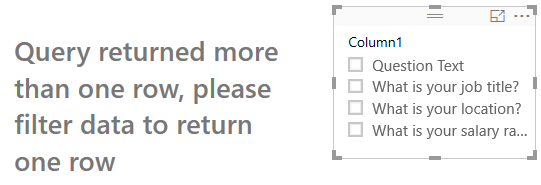 Query returned more
than one row, please
filter data to return
one row
Column1
Question Text
What is your job title?
What is your location?
What is your salary ra...